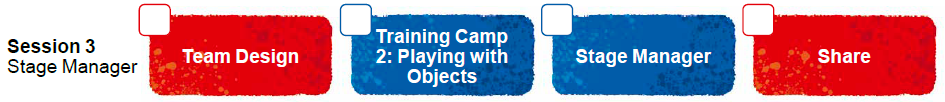 Session 3
Stage Manager
Team Design
Training Camp
2: Playing with
Objects
Stage Manager
Share